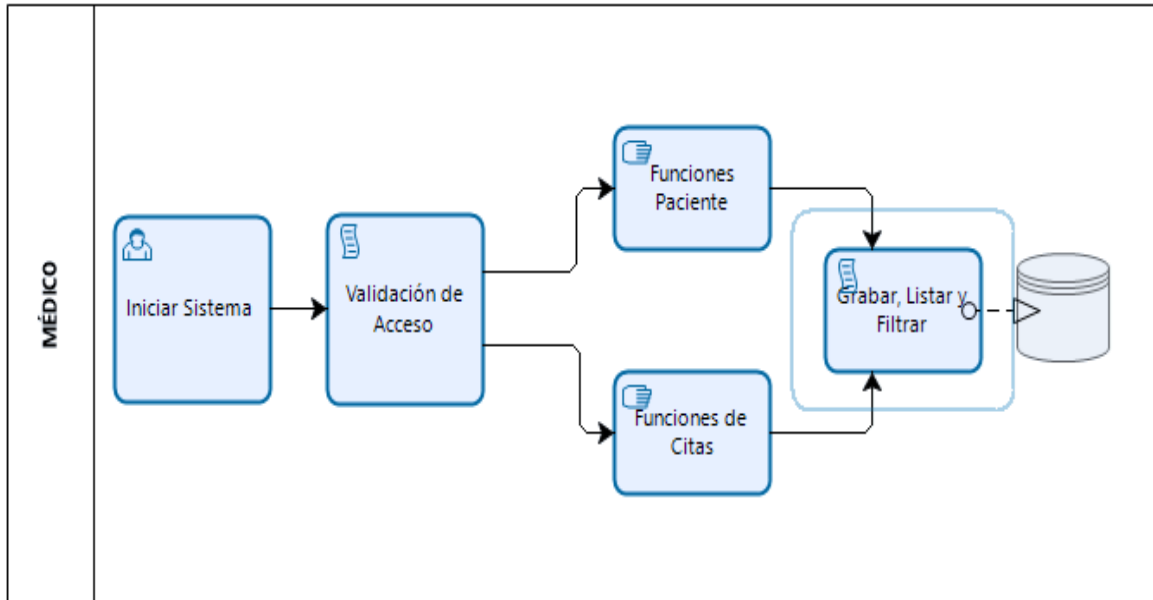 MÉDICO
Iniciar Sistema
Validación de
Acceso
Funciones
Paciente
Funciones de
Citas
Grabar, Listar y
Filtrar